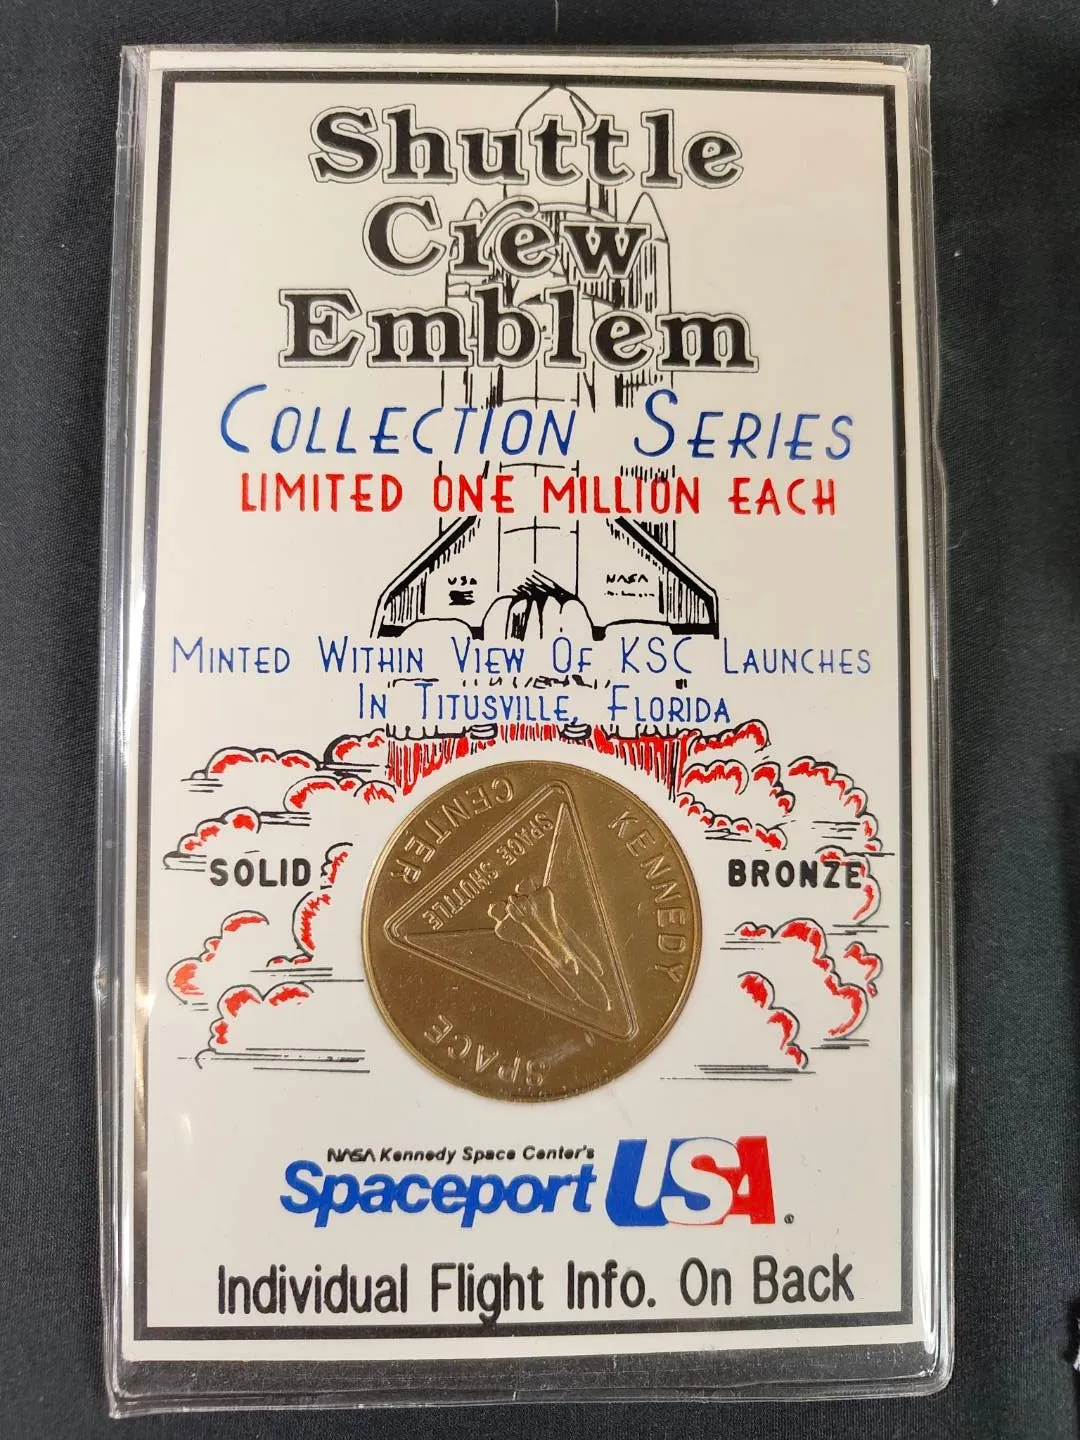 Shuttle
Crew
Emblem
COLLECTION SERIES
LIMITED ONE MILLION EACH
USA
NASA
MINTED WITHIN VIEW OF KSC LAUNCHES
IN TITUSVILLE, FLORIDA
SOLID
BRONZE
KENNEDY
SPACE
CENTER
SPACE SHUTTLE
NASA Kennedy Space Center's
Spaceport USA®
Individual Flight Info. On Back